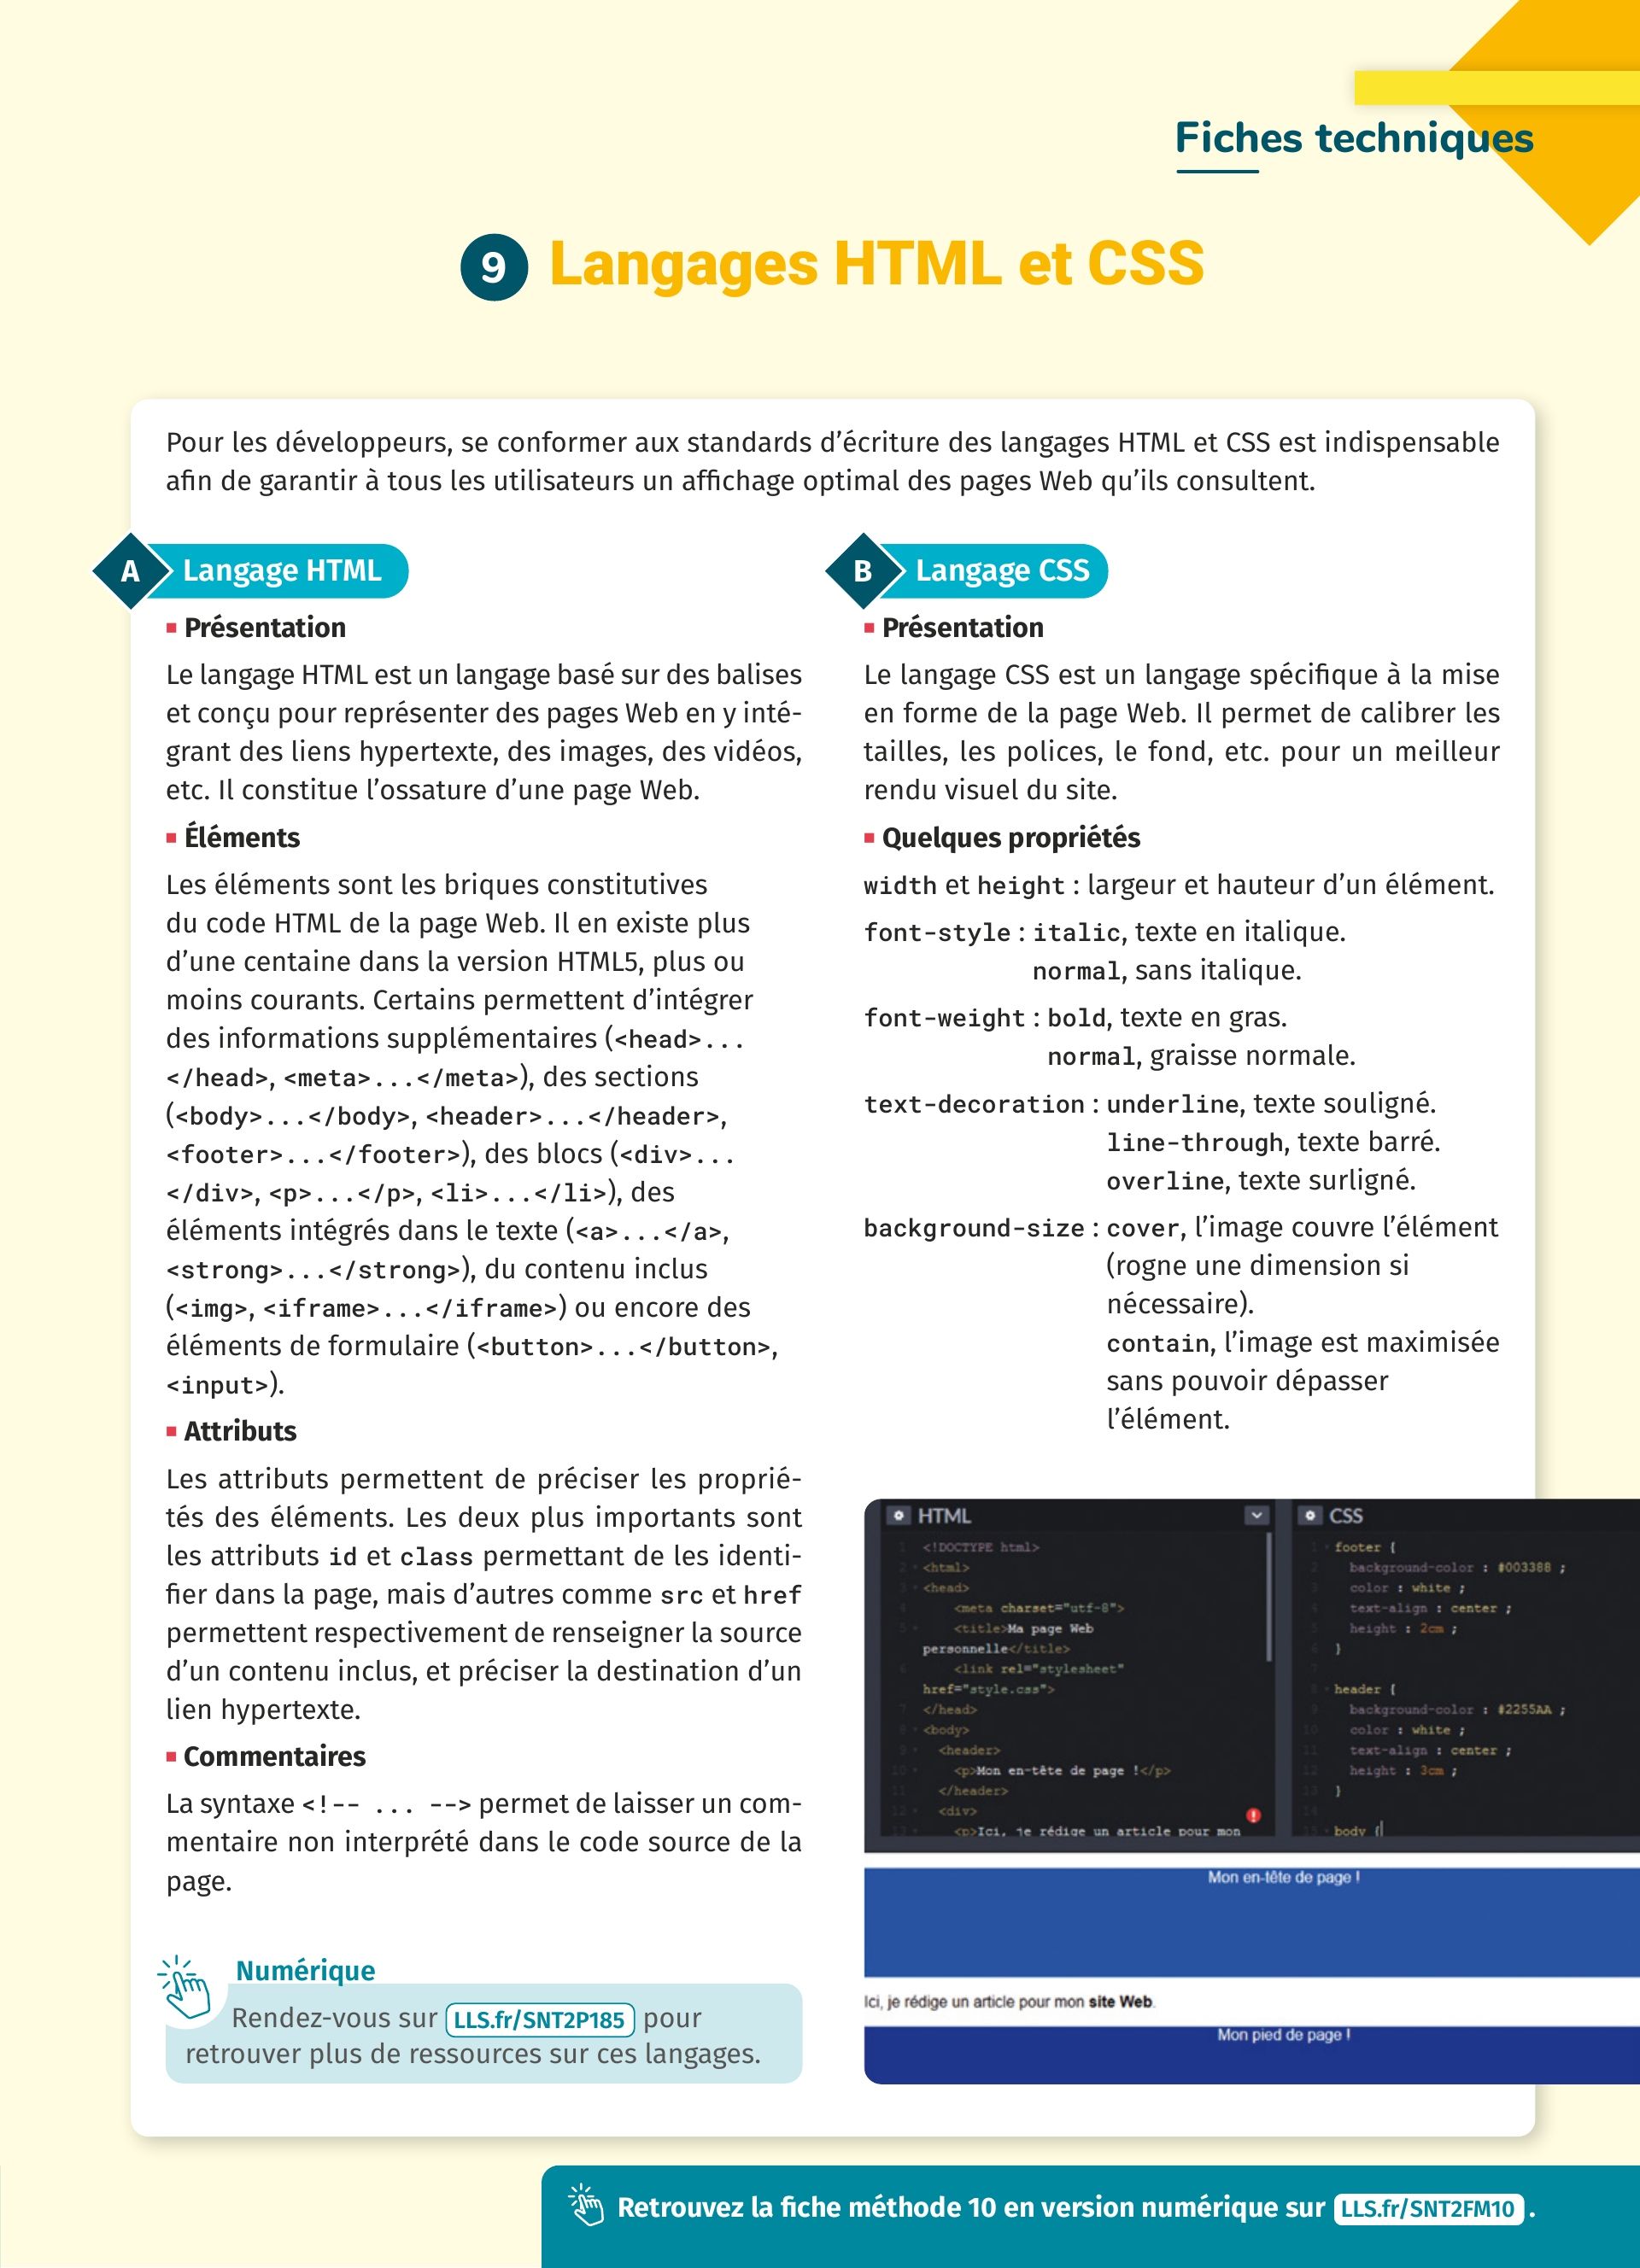 Fiches techniques
9 Langages HTML et CSS
Pour les développeurs, se conformer aux standards d’écriture des langages HTML et CSS est indispensable
afin de garantir à tous les utilisateurs un affichage optimal des pages Web qu’ils consultent.
A Langage HTML
Présentation
Le langage HTML est un langage basé sur des balises
et conçu pour représenter des pages Web en y inté-
grant des liens hypertexte, des images, des vidéos,
etc. Il constitue l’ossature d’une page Web.
Éléments
Les éléments sont les briques constitutives
du code HTML de la page Web. Il en existe plus
d’une centaine dans la version HTML5, plus ou
moins courants. Certains permettent d’intégrer
des informations supplémentaires (<head>...
</head>, <meta>...</meta>), des sections
(<body>...</body>, <header>...</header>,
<footer>...</footer>), des blocs (<div>...
</div>, <p>...</p>, <li>...</li>), des
éléments intégrés dans le texte (<a>...</a>,
<strong>...</strong>), du contenu inclus
(<img>, <iframe>...</iframe>) ou encore des
éléments de formulaire (<button>...</button>,
<input>).
Attributs
Les attributs permettent de préciser les proprié-
tés des éléments. Les deux plus importants sont
les attributs id et class permettant de les identi-
fier dans la page, mais d’autres comme src et href
permettent respectivement de renseigner la source
d’un contenu inclus, et préciser la destination d’un
lien hypertexte.
Commentaires
La syntaxe <!-- ... --> permet de laisser un com-
mentaire non interprété dans le code source de la
page.
Numérique
Rendez-vous sur LLS.fr/SNT2P185 pour
retrouver plus de ressources sur ces langages.
B Langage CSS
Présentation
Le langage CSS est un langage spécifique à la mise
en forme de la page Web. Il permet de calibrer les
tailles, les polices, le fond, etc. pour un meilleur
rendu visuel du site.
Quelques propriétés
width et height : largeur et hauteur d’un élément.
font-style : italic, texte en italique.
normal, sans italique.
font-weight : bold, texte en gras.
normal, graisse normale.
text-decoration : underline, texte souligné.
line-through, texte barré.
overline, texte surligné.
background-size : cover, l’image couvre l’élément
(rogne une dimension si
nécessaire).
contain, l’image est maximisée
sans pouvoir dépasser
l’élément.
HTML
1 <!DOCTYPE html>
2 <html>
3 <head>
4 <meta charset="utf-8">
5 <title>Ma page Web
personnelle</title>
6 <link rel="stylesheet"
href="style.css">
7 </head>
8 <body>
9 <header>
10 <p>Mon en-tête de page !</p>
11 </header>
12 <div>
13 <p>Ici, je rédige un article pour mon
CSS
1 footer {
2 background-color : #003388 ;
3 color : white ;
4 text-align : center ;
5 height : 2cm ;
6 }
7
8 header {
9 background-color : #2255AA ;
10 color : white ;
11 text-align : center ;
12 height : 3cm ;
13 }
14
15 body {
Mon en-tête de page !
Ici, je rédige un article pour mon site Web.
Mon pied de page !
Retrouvez la fiche méthode 10 en version numérique sur LLS.fr/SNT2FM10 .